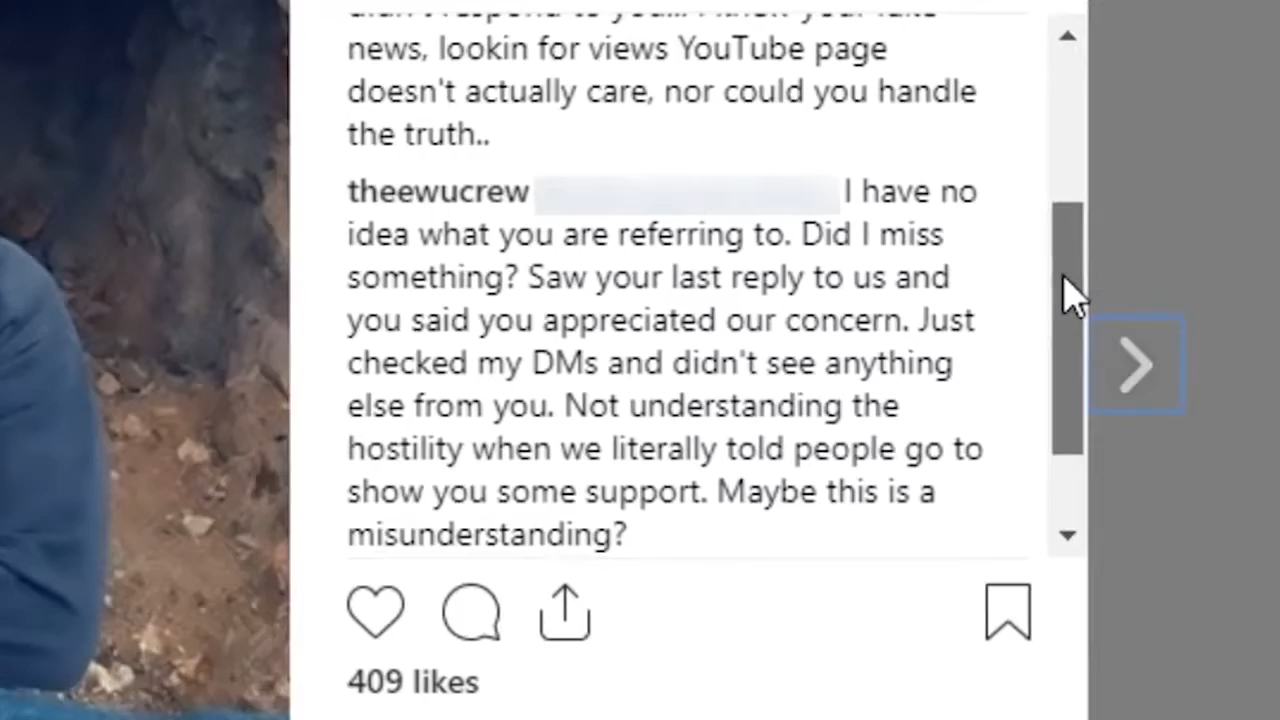 news, lookin for views YouTube page
doesn't actually care, nor could you handle
the truth..
theewucrew I have no
idea what you are referring to. Did I miss
something? Saw your last reply to us and
you said you appreciated our concern. Just
checked my DMs and didn't see anything
else from you. Not understanding the
hostility when we literally told people go to
show you some support. Maybe this is a
misunderstanding?
409 likes